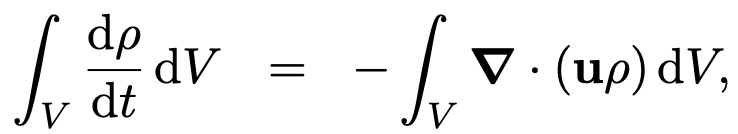 ∫_V dρ/dt dV = −∫_V ∇ · (uρ) dV,